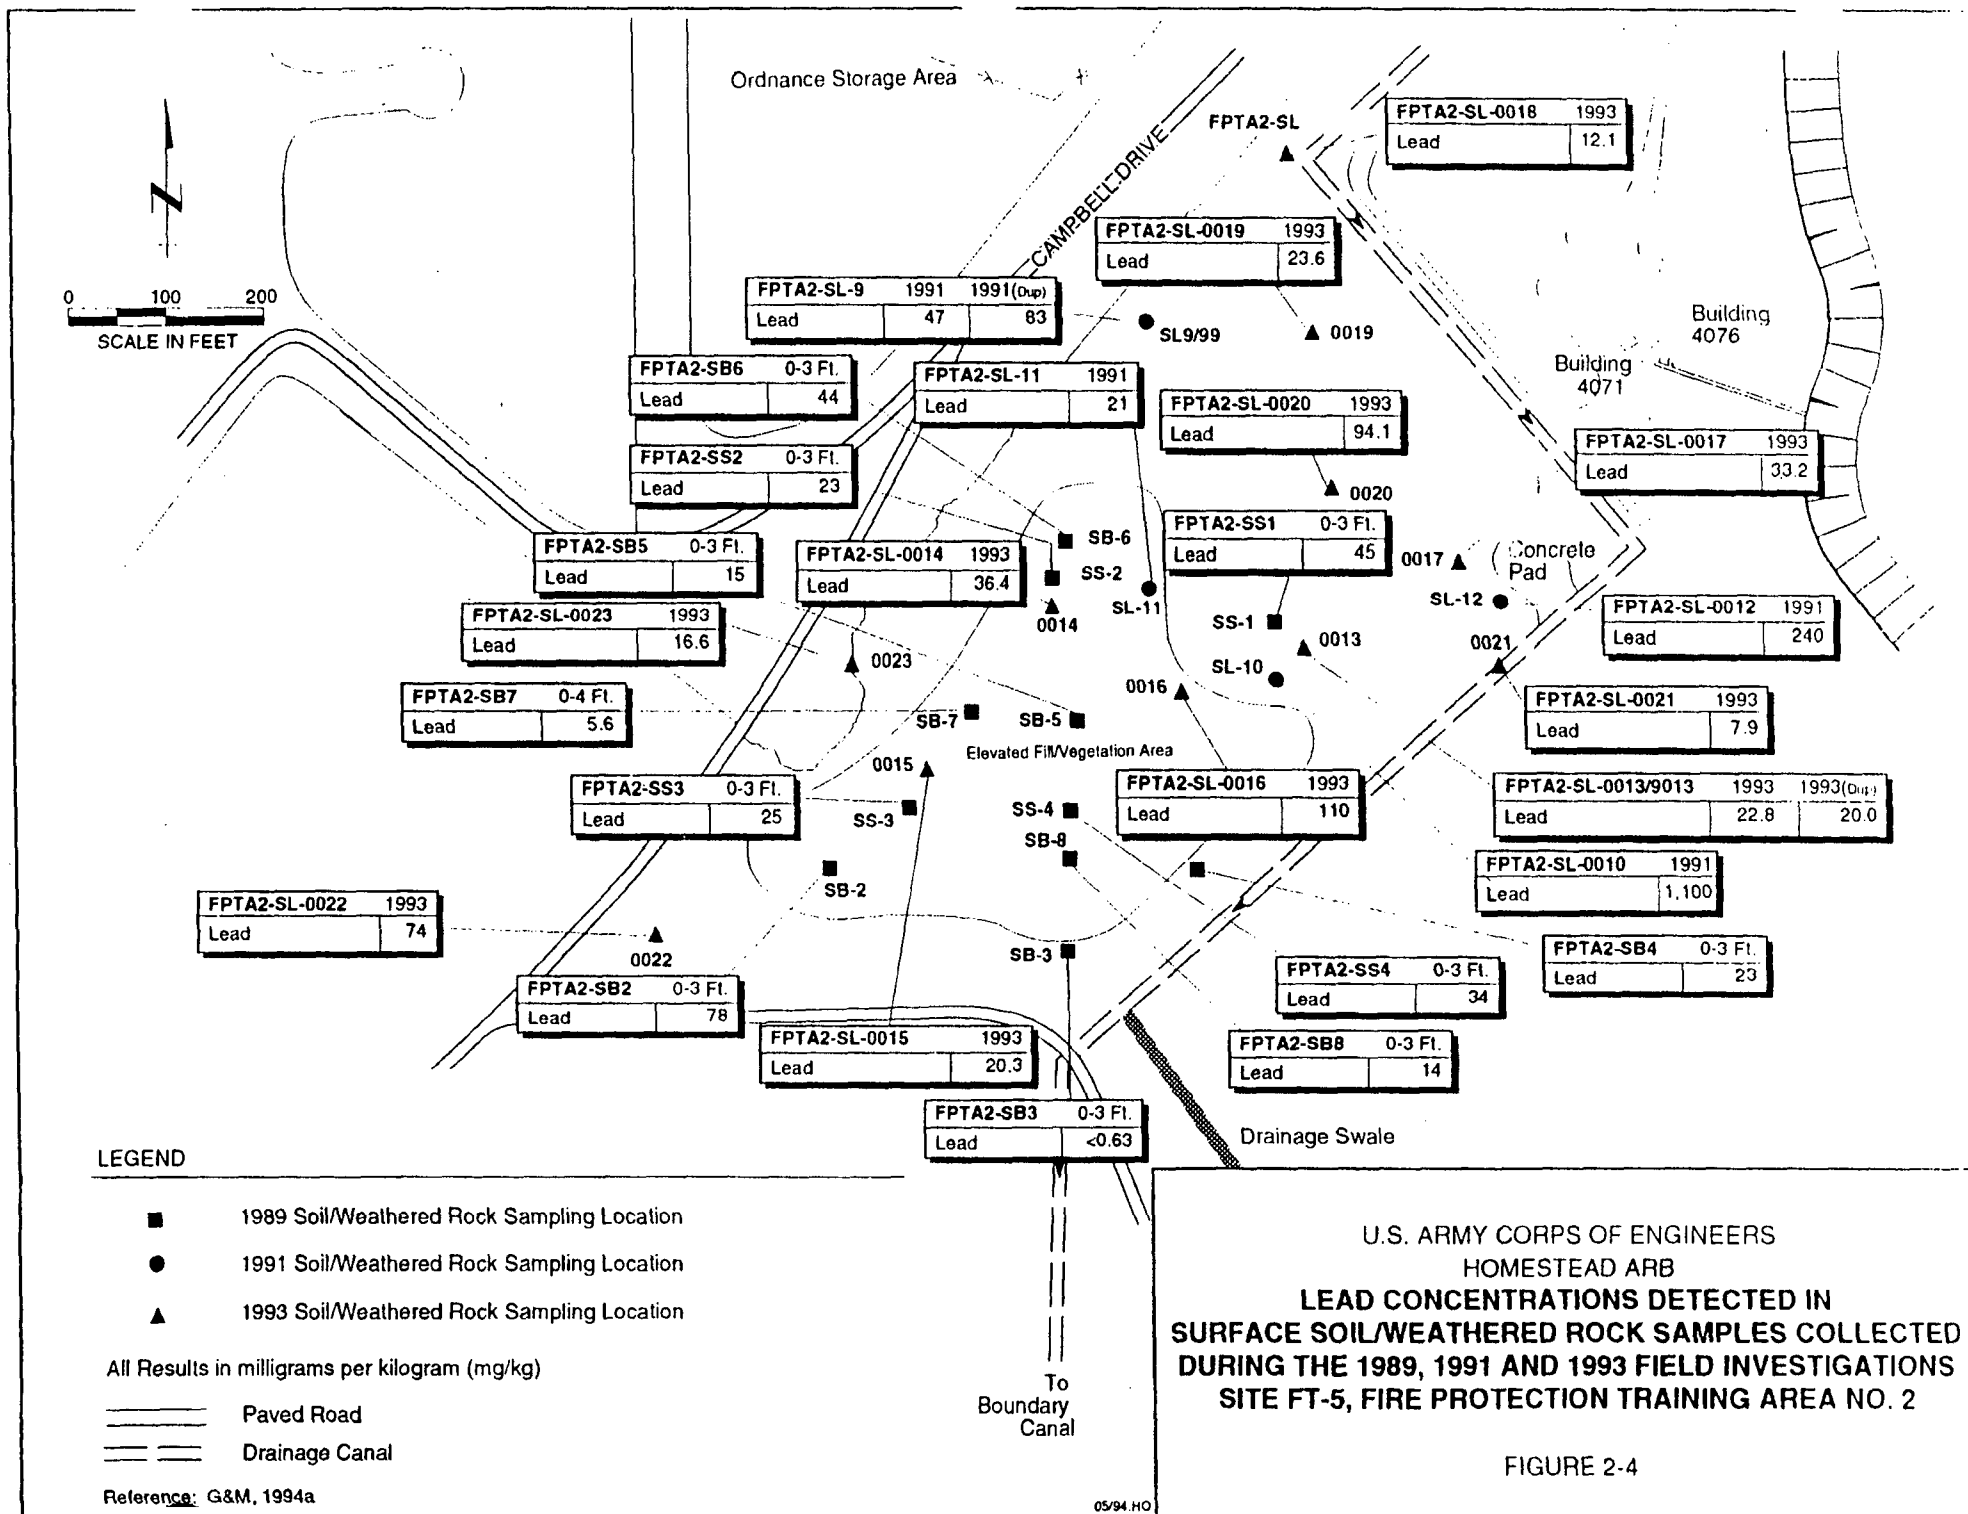 Ordnance Storage Area
FPTA2-SL
CAMPBELL DRIVE
N
0 100 200
SCALE IN FEET
FPTA2-SL-0018 1993
Lead 12.1
FPTA2-SL-0019 1993
Lead 23.6
FPTA2-SL-9 1991 1991(Dup)
Lead 47 83
SL9/99
0019
Building
4076
Building
4071
FPTA2-SB6 0-3 Ft.
Lead 44
FPTA2-SL-11 1991
Lead 21
FPTA2-SL-0020 1993
Lead 94.1
0020
FPTA2-SL-0017 1993
Lead 33.2
FPTA2-SS2 0-3 Ft.
Lead 23
FPTA2-SB5 0-3 Ft.
Lead 15
FPTA2-SL-0014 1993
Lead 36.4
SB-6
SS-2
0014
SL-11
FPTA2-SS1 0-3 Ft.
Lead 45
0017
Concrete
Pad
SL-12
FPTA2-SL-0012 1991
Lead 240
FPTA2-SL-0023 1993
Lead 16.6
0023
SS-1
0013
SL-10
0021
0016
FPTA2-SB7 0-4 Ft.
Lead 5.6
SB-7
SB-5
FPTA2-SL-0021 1993
Lead 7.9
Elevated Fill/Vegetation Area
0015
FPTA2-SS3 0-3 Ft.
Lead 25
SS-3
SS-4
SB-8
FPTA2-SL-0016 1993
Lead 110
FPTA2-SL-0013/9013 1993 1993(Dup)
Lead 22.8 20.0
FPTA2-SL-0010 1991
Lead 1,100
SB-2
FPTA2-SL-0022 1993
Lead 74
0022
SB-3
FPTA2-SB4 0-3 Ft.
Lead 23
FPTA2-SS4 0-3 Ft.
Lead 34
FPTA2-SB2 0-3 Ft.
Lead 78
FPTA2-SL-0015 1993
Lead 20.3
FPTA2-SB8 0-3 Ft.
Lead 14
FPTA2-SB3 0-3 Ft.
Lead <0.63
Drainage Swale
To
Boundary
Canal
LEGEND
1989 Soil/Weathered Rock Sampling Location
1991 Soil/Weathered Rock Sampling Location
1993 Soil/Weathered Rock Sampling Location
All Results in milligrams per kilogram (mg/kg)
Paved Road
Drainage Canal
Reference: G&M, 1994a
05/94.HO
U.S. ARMY CORPS OF ENGINEERS
HOMESTEAD ARB
LEAD CONCENTRATIONS DETECTED IN
SURFACE SOIL/WEATHERED ROCK SAMPLES COLLECTED
DURING THE 1989, 1991 AND 1993 FIELD INVESTIGATIONS
SITE FT-5, FIRE PROTECTION TRAINING AREA NO. 2
FIGURE 2-4